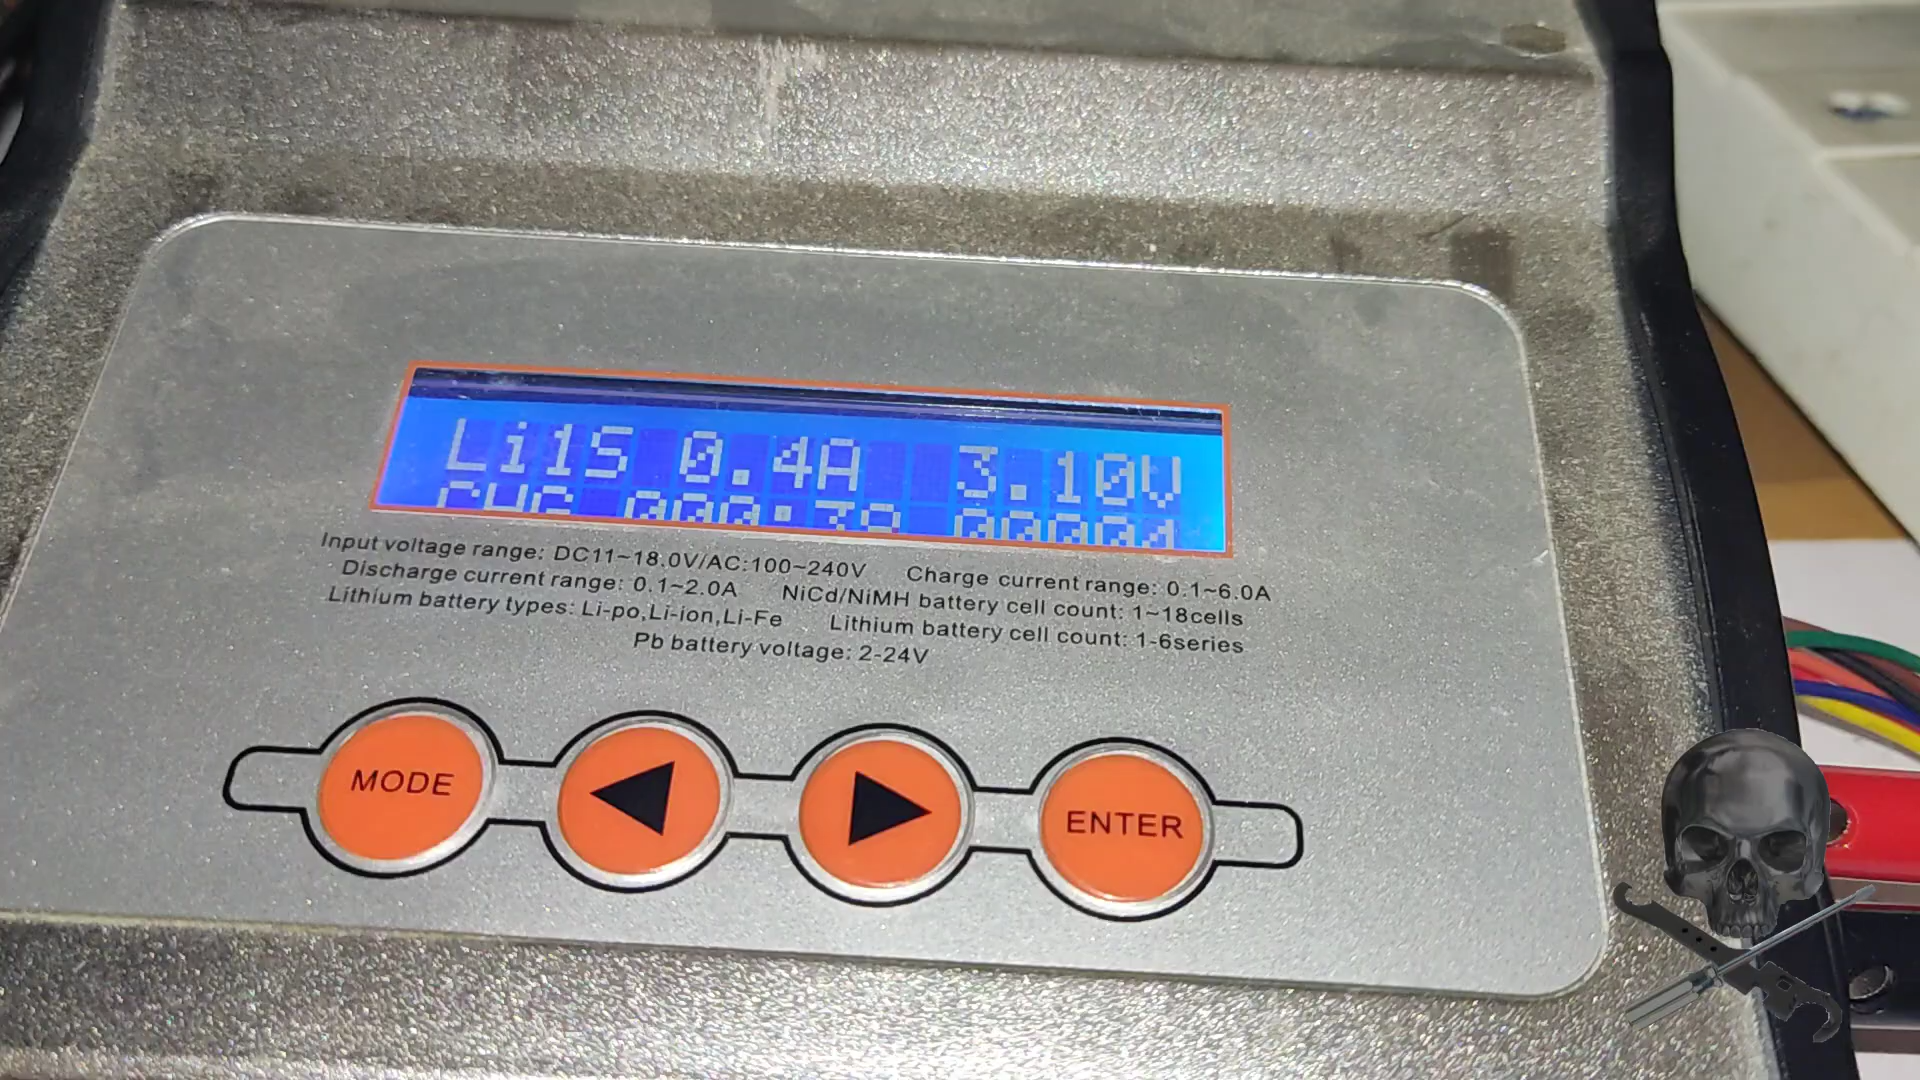 Li1S 0.4A 3.10V
Input voltage range: DC11~18.0V/AC:100~240V Charge current range: 0.1~6.0A
Discharge current range: 0.1~2.0A NiCd/NiMH battery cell count: 1~18cells
Lithium battery types: Li-po,Li-ion,Li-Fe Lithium battery cell count: 1-6series
Pb battery voltage: 2-24V
MODE ENTER